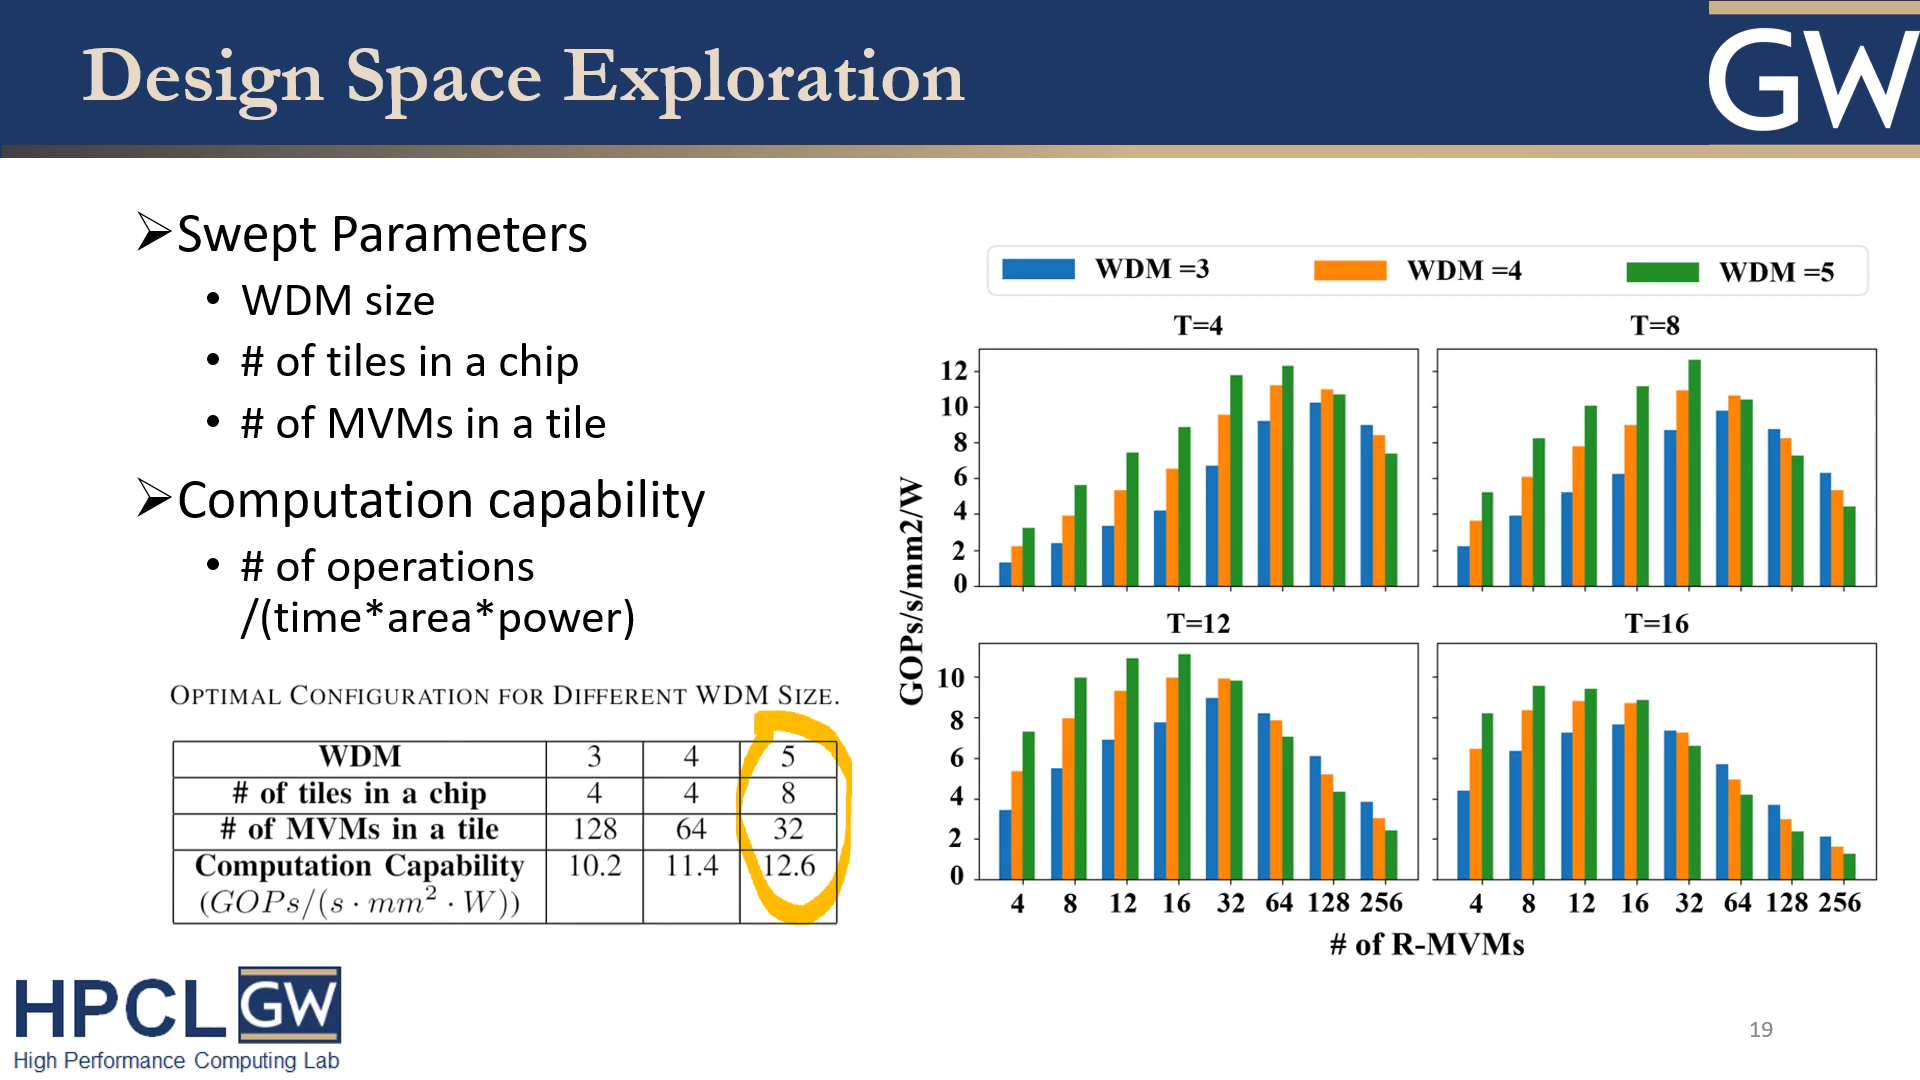 Design Space Exploration
GW
➢Swept Parameters
• WDM size
• # of tiles in a chip
• # of MVMs in a tile
➢Computation capability
• # of operations
/(time*area*power)
OPTIMAL CONFIGURATION FOR DIFFERENT WDM SIZE.
WDM 3 4 5
# of tiles in a chip 4 4 8
# of MVMs in a tile 128 64 32
Computation Capability 10.2 11.4 12.6
(GOPs/(s · mm² · W))
WDM =3 WDM =4 WDM =5
T=4 T=8
12
10
8
6
4
2
0
GOPs/s/mm2/W
T=12 T=16
10
8
6
4
2
0
4 8 12 16 32 64 128 256 4 8 12 16 32 64 128 256
# of R-MVMs
HPCL GW
High Performance Computing Lab
19